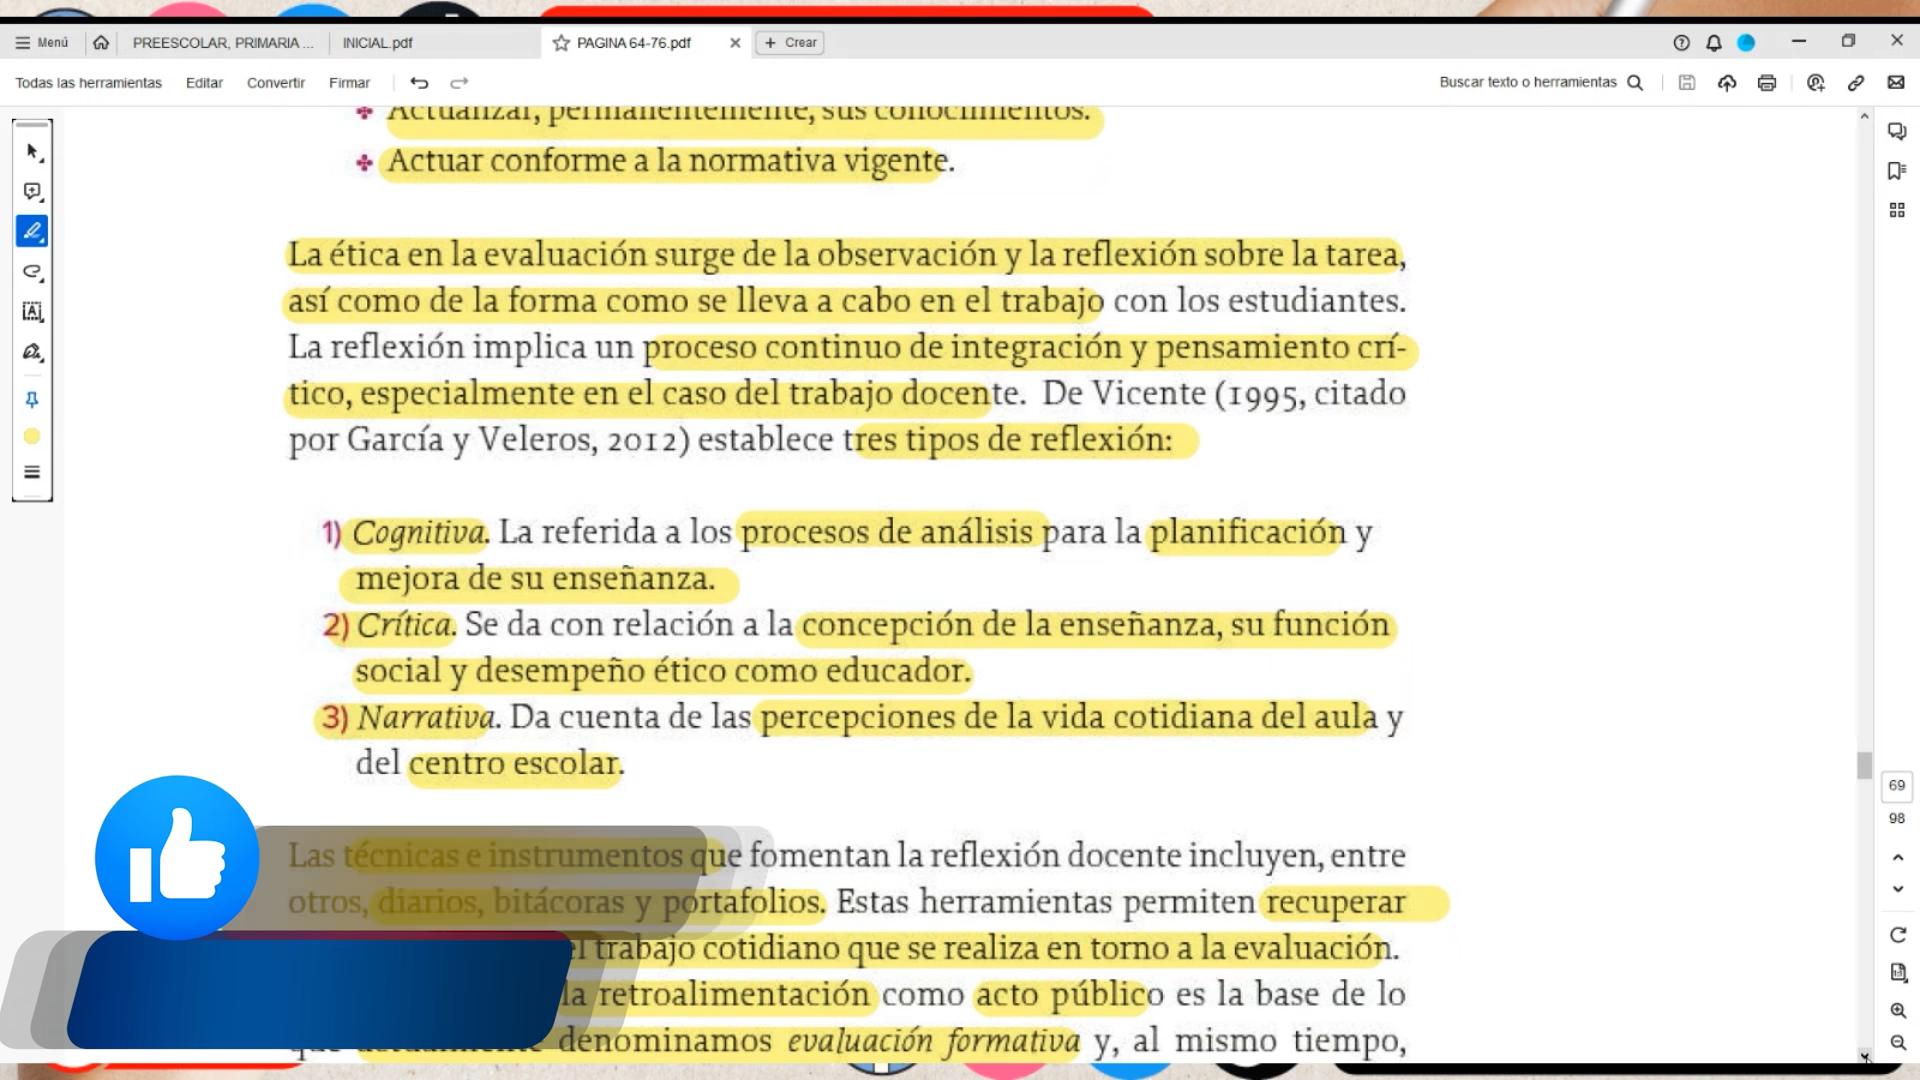 Menú
PREESCOLAR, PRIMARIA ...
INICIAL.pdf
PAGINA 64-76.pdf
+ Crear
Todas las herramientas
Editar
Convertir
Firmar
Buscar texto o herramientas
Actualizar, permanentemente, sus conocimientos.
Actuar conforme a la normativa vigente.
La ética en la evaluación surge de la observación y la reflexión sobre la tarea,
así como de la forma como se lleva a cabo en el trabajo con los estudiantes.
La reflexión implica un proceso continuo de integración y pensamiento crí-
tico, especialmente en el caso del trabajo docente. De Vicente (1995, citado
por García y Veleros, 2012) establece tres tipos de reflexión:
1) Cognitiva. La referida a los procesos de análisis para la planificación y
mejora de su enseñanza.
2) Crítica. Se da con relación a la concepción de la enseñanza, su función
social y desempeño ético como educador.
3) Narrativa. Da cuenta de las percepciones de la vida cotidiana del aula y
del centro escolar.
Las técnicas e instrumentos que fomentan la reflexión docente incluyen, entre
otros, diarios, bitácoras y portafolios. Estas herramientas permiten recuperar
el trabajo cotidiano que se realiza en torno a la evaluación.
la retroalimentación como acto público es la base de lo
que actualmente denominamos evaluación formativa y, al mismo tiempo,
69
98